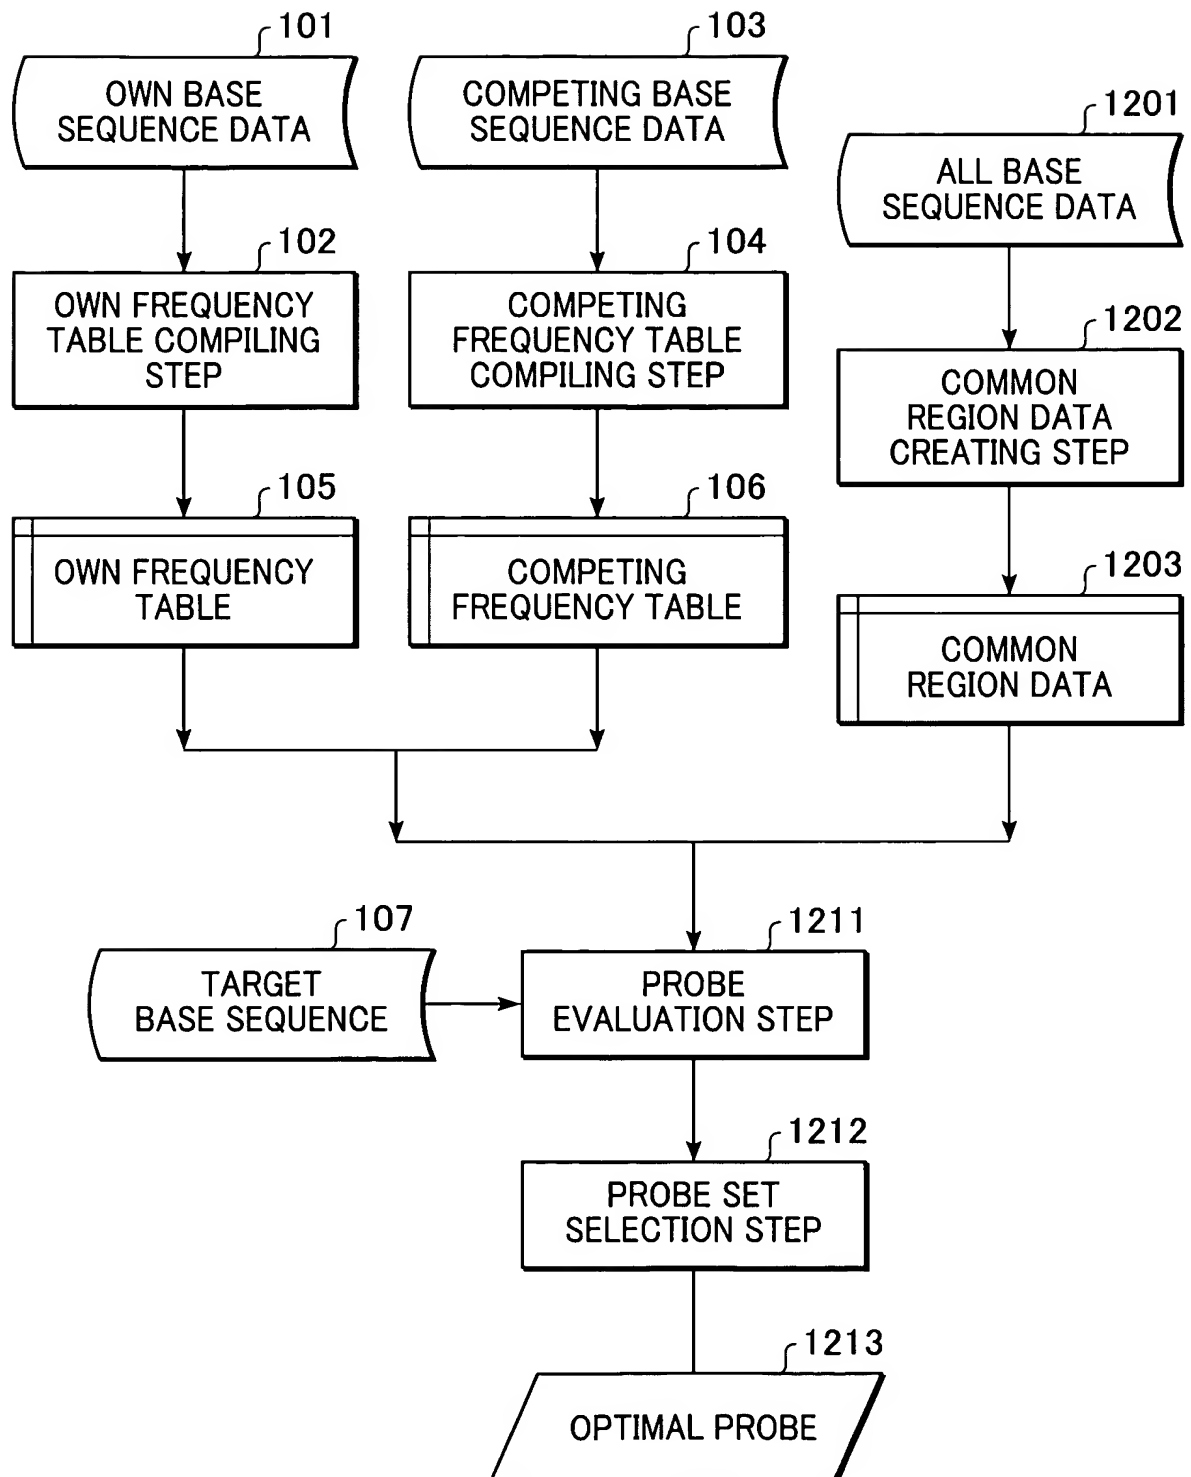 101
OWN BASE
SEQUENCE DATA
103
COMPETING BASE
SEQUENCE DATA
1201
ALL BASE
SEQUENCE DATA
102
OWN FREQUENCY
TABLE COMPILING
STEP
104
COMPETING
FREQUENCY TABLE
COMPILING STEP
1202
COMMON
REGION DATA
CREATING STEP
105
OWN FREQUENCY
TABLE
106
COMPETING
FREQUENCY TABLE
1203
COMMON
REGION DATA
107
TARGET
BASE SEQUENCE
1211
PROBE
EVALUATION STEP
1212
PROBE SET
SELECTION STEP
1213
OPTIMAL PROBE